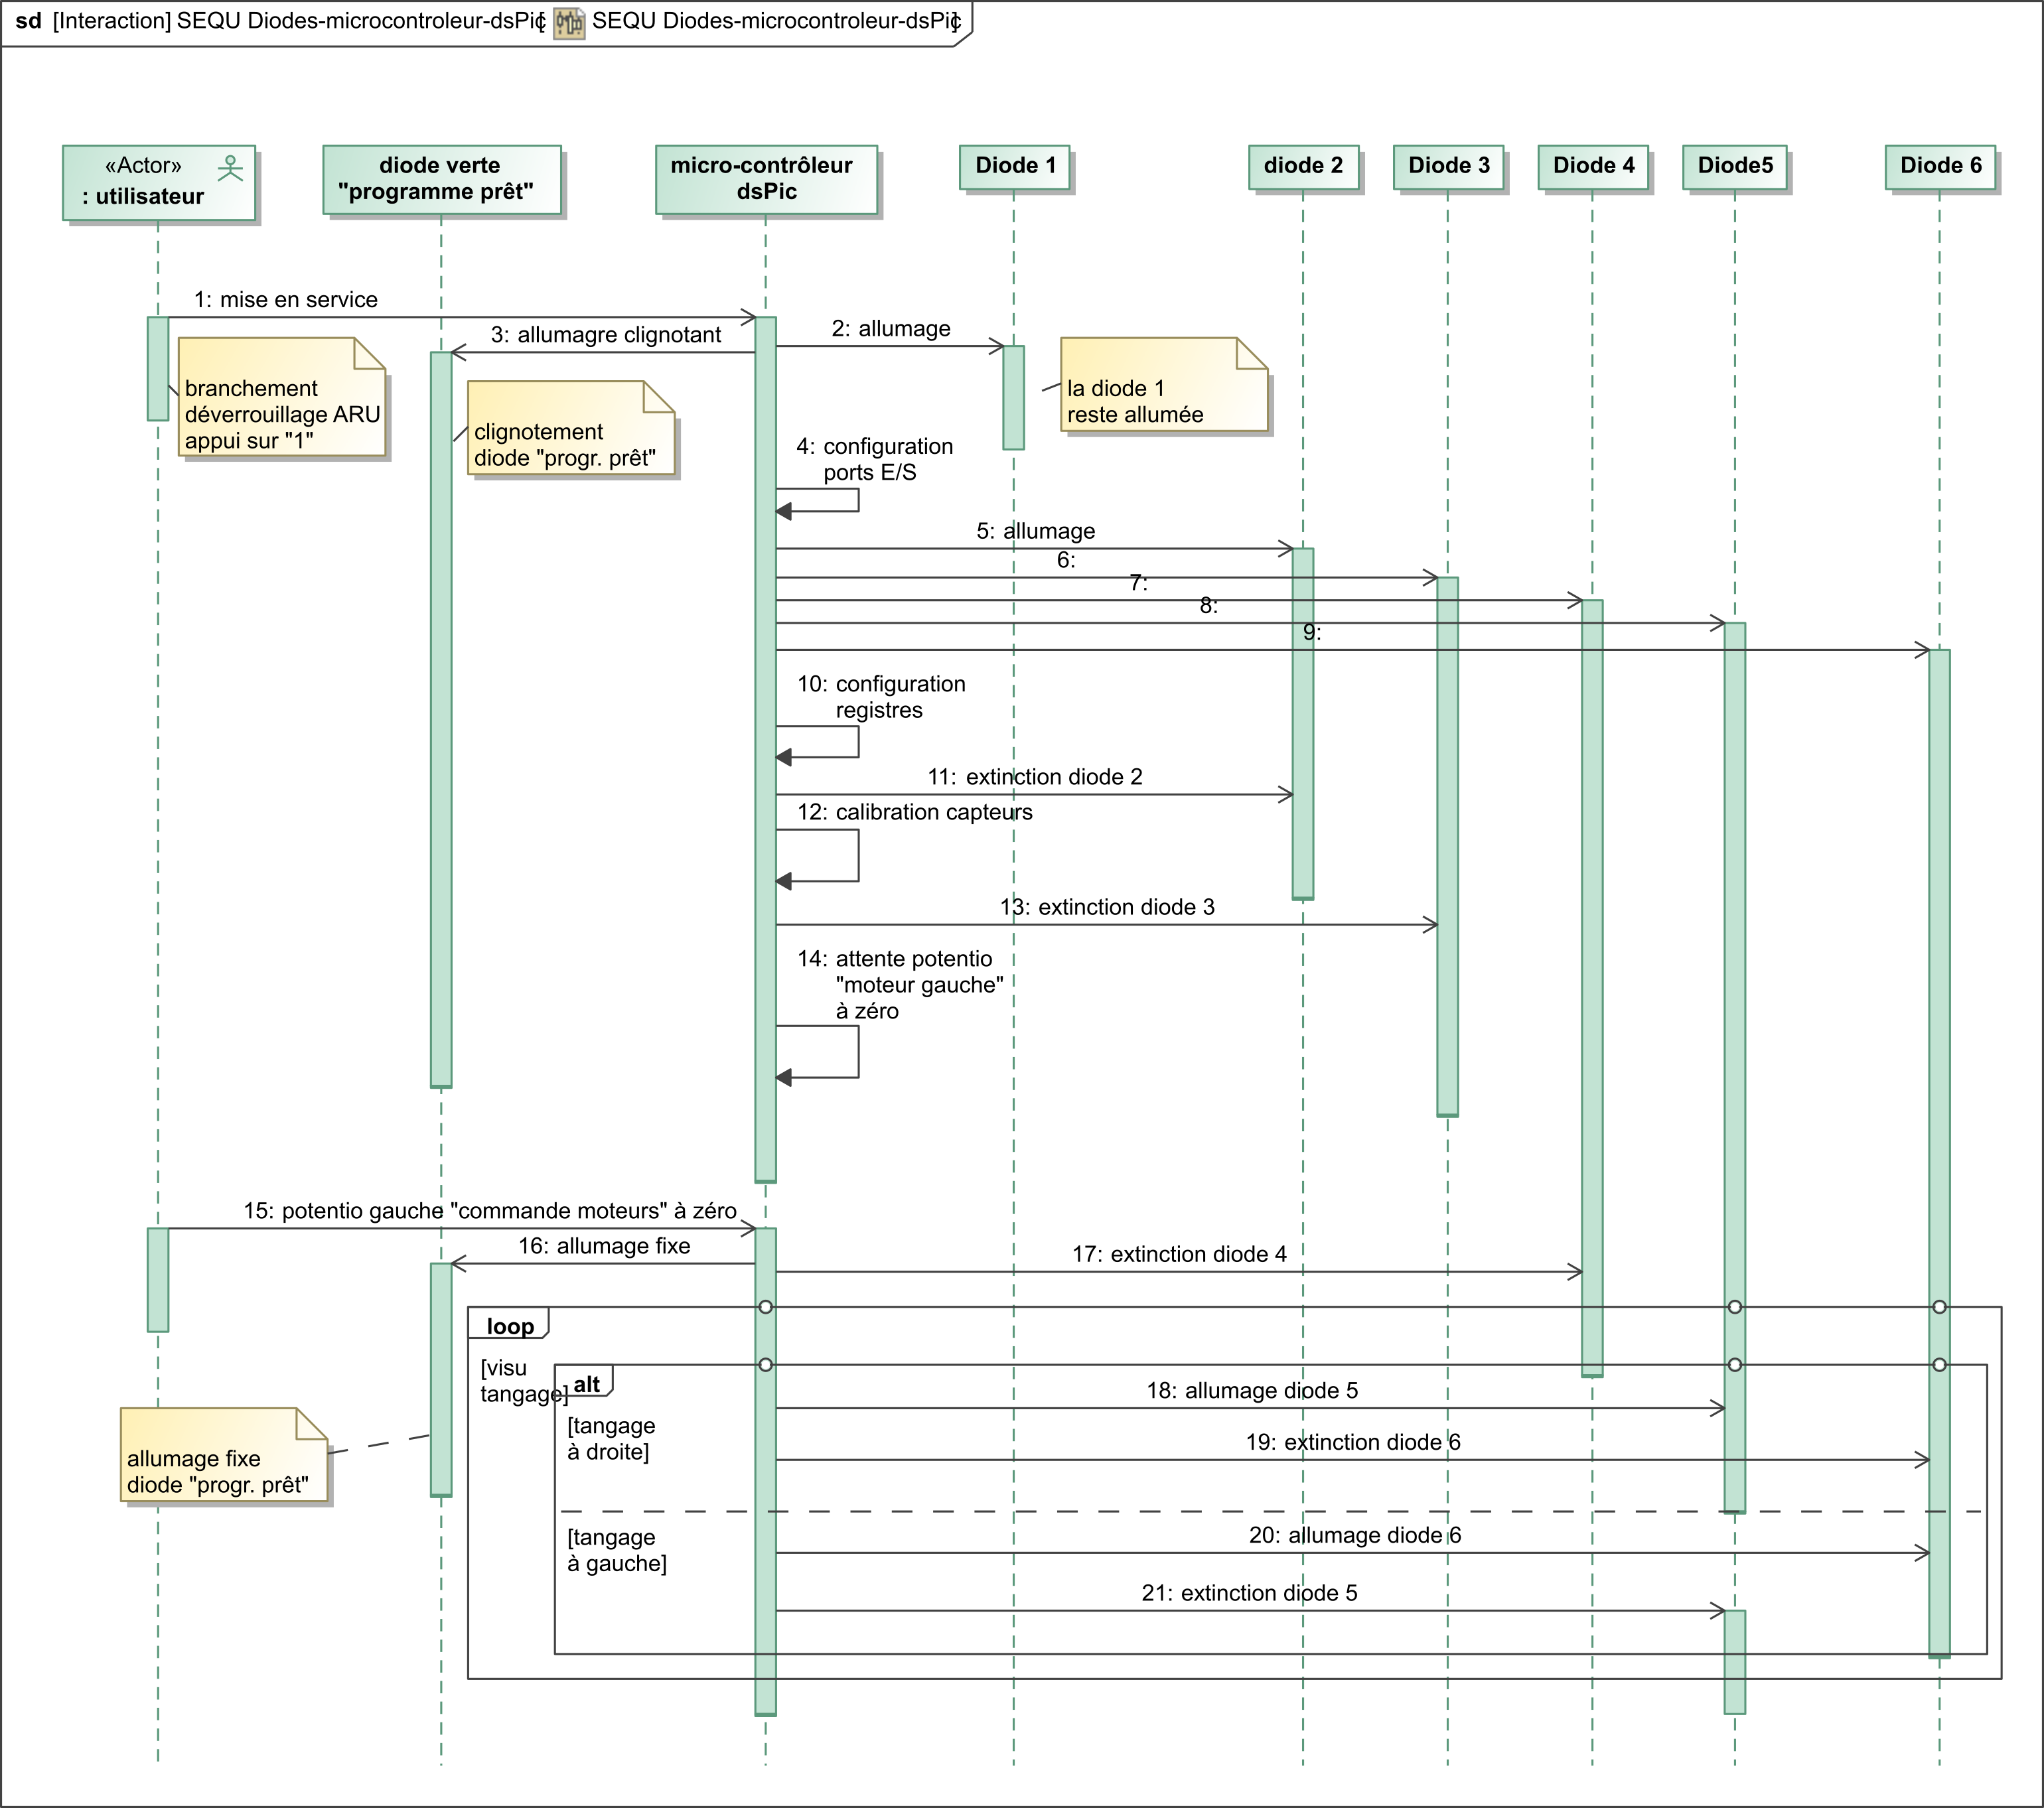 sd [Interaction] SEQU Diodes-microcontroleur-dsPic[ SEQU Diodes-microcontroleur-dsPic]
«Actor»
: utilisateur
diode verte
"programme prêt"
micro-contrôleur
dsPic
Diode 1
diode 2
Diode 3
Diode 4
Diode5
Diode 6
1: mise en service
3: allumagre clignotant
2: allumage
branchement
déverrouillage ARU
appui sur "1"
clignotement
diode "progr. prêt"
la diode 1
reste allumée
4: configuration
ports E/S
5: allumage
6:
7:
8:
9:
10: configuration
registres
11: extinction diode 2
12: calibration capteurs
13: extinction diode 3
14: attente potentio
"moteur gauche"
à zéro
15: potentio gauche "commande moteurs" à zéro
16: allumage fixe
17: extinction diode 4
loop
[visu
tangage]
alt
18: allumage diode 5
[tangage
à droite]
19: extinction diode 6
allumage fixe
diode "progr. prêt"
[tangage
à gauche]
20: allumage diode 6
21: extinction diode 5